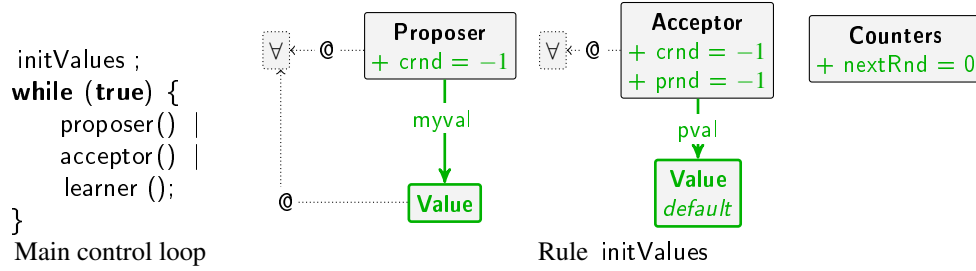 initValues ;
while (true) {
proposer() |
acceptor() |
learner ();
}
Main control loop
∀
@
Proposer
+ crnd = −1
myval
@
Value
∀
@
Acceptor
+ crnd = −1
+ prnd = −1
pval
Value
default
Counters
+ nextRnd = 0
Rule initValues